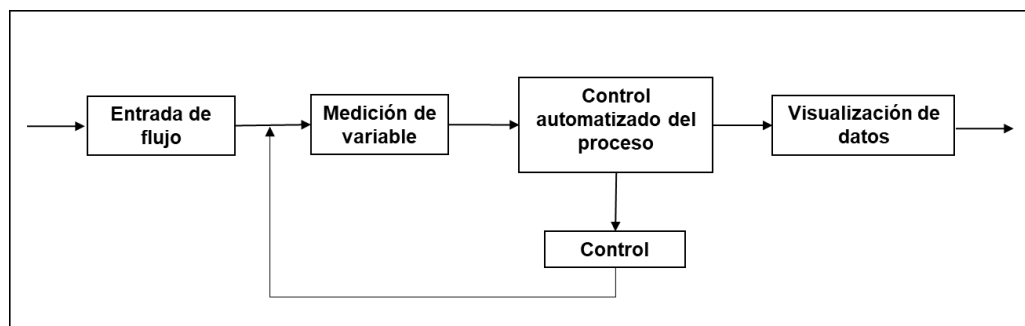 Entrada de
flujo
Medición de
variable
Control
automatizado del
proceso
Visualización de
datos
Control